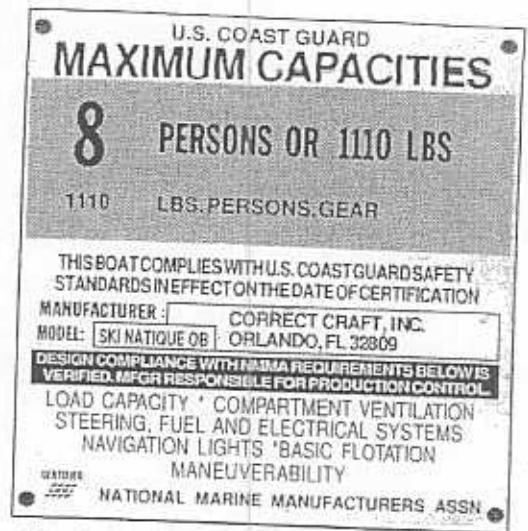 U.S. COAST GUARD
MAXIMUM CAPACITIES
8 PERSONS OR 1110 LBS
1110 LBS. PERSONS. GEAR
THIS BOAT COMPLIES WITH U.S. COAST GUARD SAFETY
STANDARDS IN EFFECT ON THE DATE OF CERTIFICATION
MANUFACTURER: CORRECT CRAFT, INC.
MODEL: SKI NATIQUE OB ORLANDO, FL 32809
DESIGN COMPLIANCE WITH NMMA REQUIREMENTS BELOW IS
VERIFIED. MFGR RESPONSIBLE FOR PRODUCTION CONTROL.
LOAD CAPACITY * COMPARTMENT VENTILATION
STEERING, FUEL AND ELECTRICAL SYSTEMS
NAVIGATION LIGHTS *BASIC FLOTATION
MANEUVERABILITY
CERTIFIED
NATIONAL MARINE MANUFACTURERS ASSN